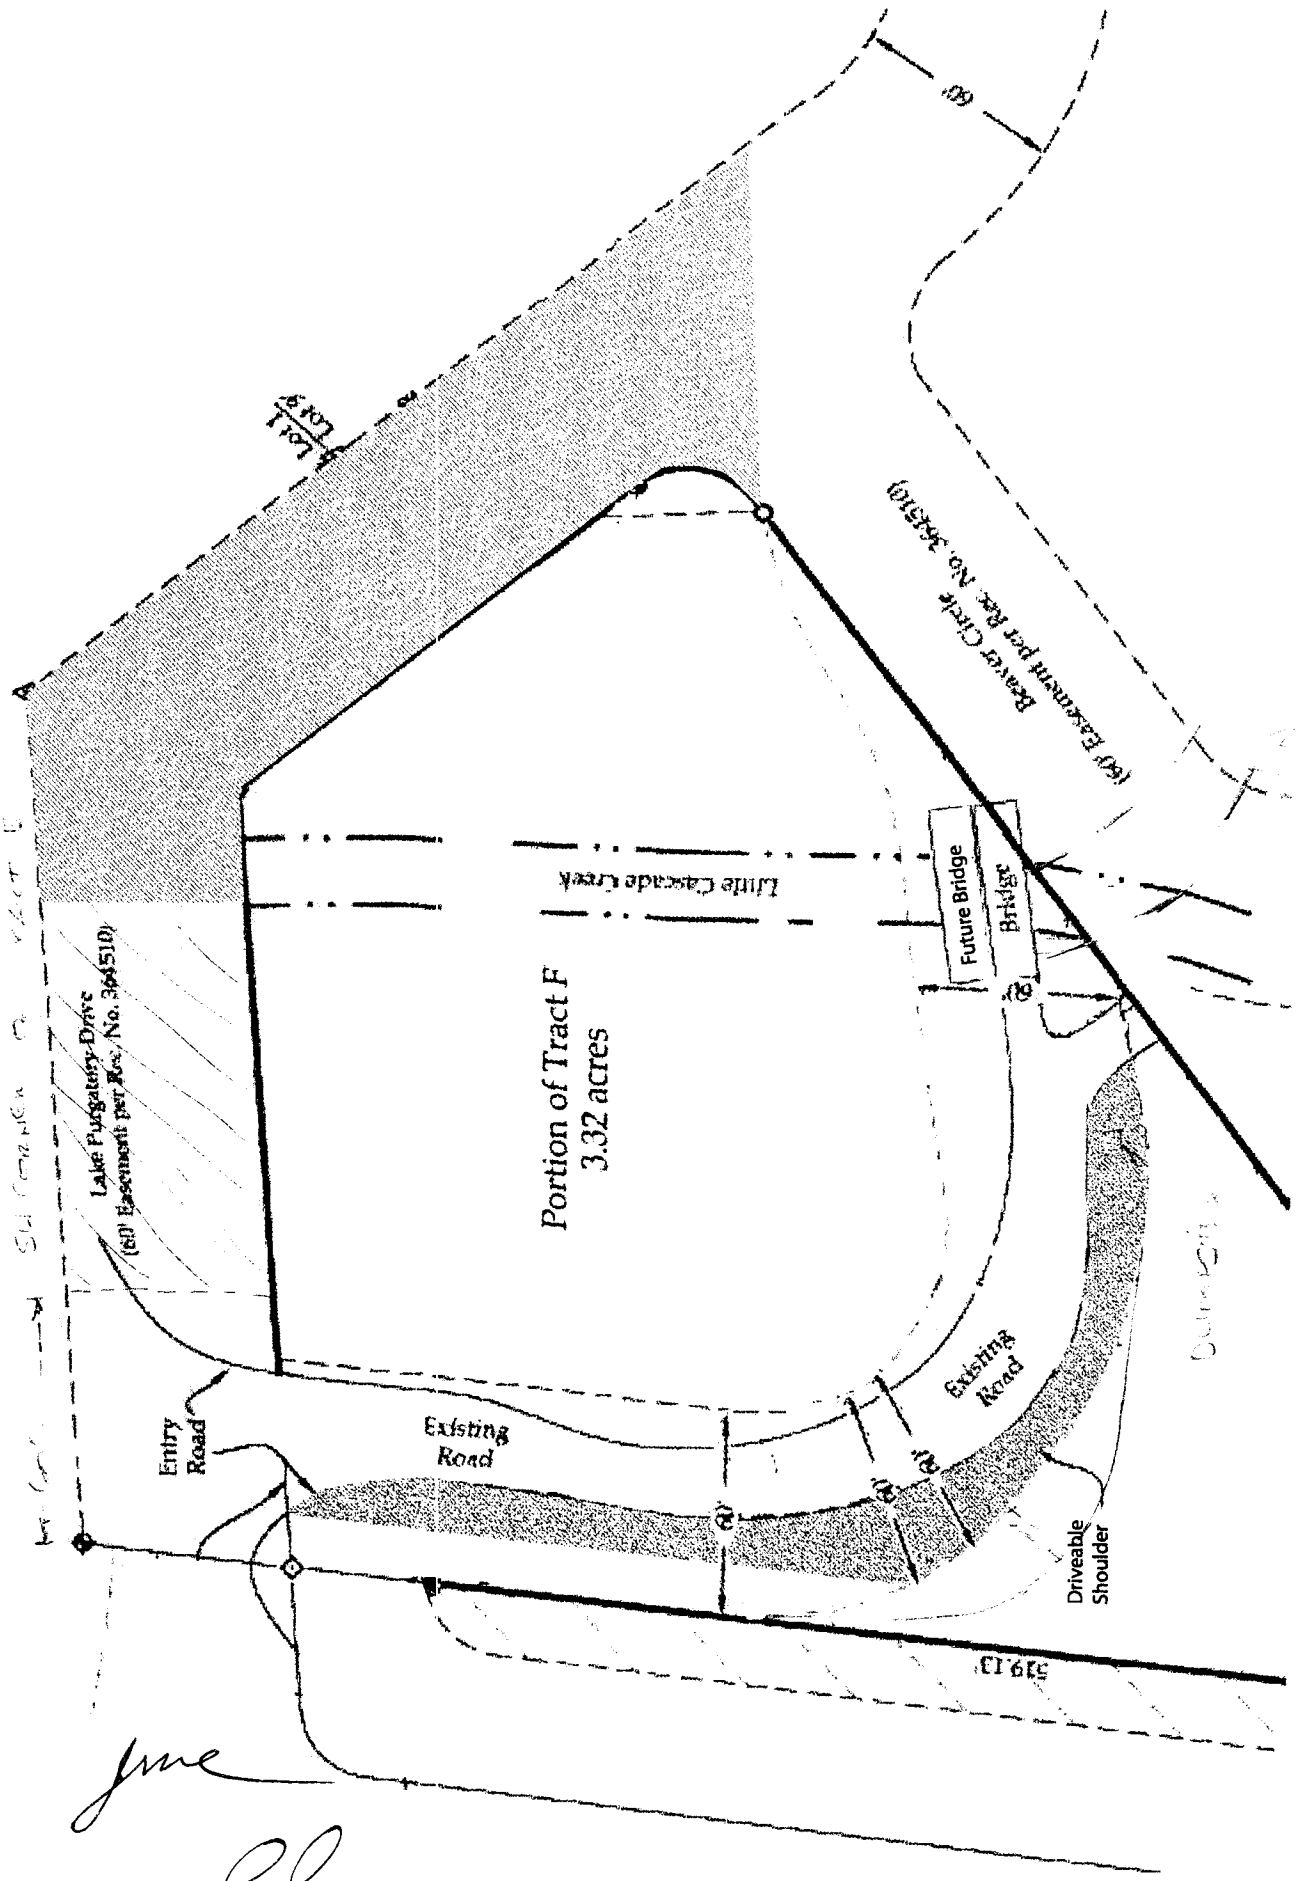 60'
Lot 1
Lot 9
Beaver Circle
(60' Easement per Rec. No. 364510)
Lake Purgatory Drive
(60' Easement per Rec. No. 364510)
Little Cascade Creek
Future Bridge
Bridge
60'
Portion of Tract F
3.32 acres
Entry
Road
Existing
Road
Existing
Road
60'
60'
60'
Driveable
Shoulder
519.13'
A